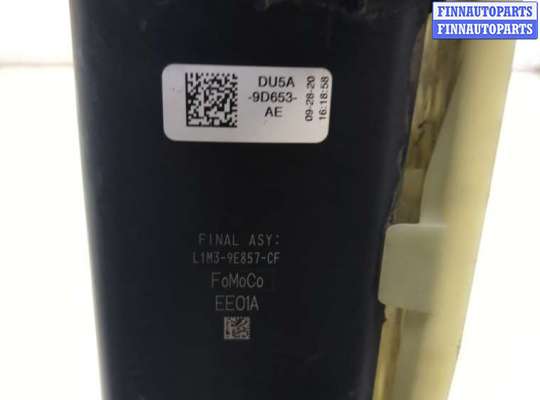 FINNAUTOPARTS
FINNAUTOPARTS
DU5A
-9D653-
AE
09-28-20
16:18:58
FINAL ASY:
L1M3-9E857-CF
FoMoCo
EE01A